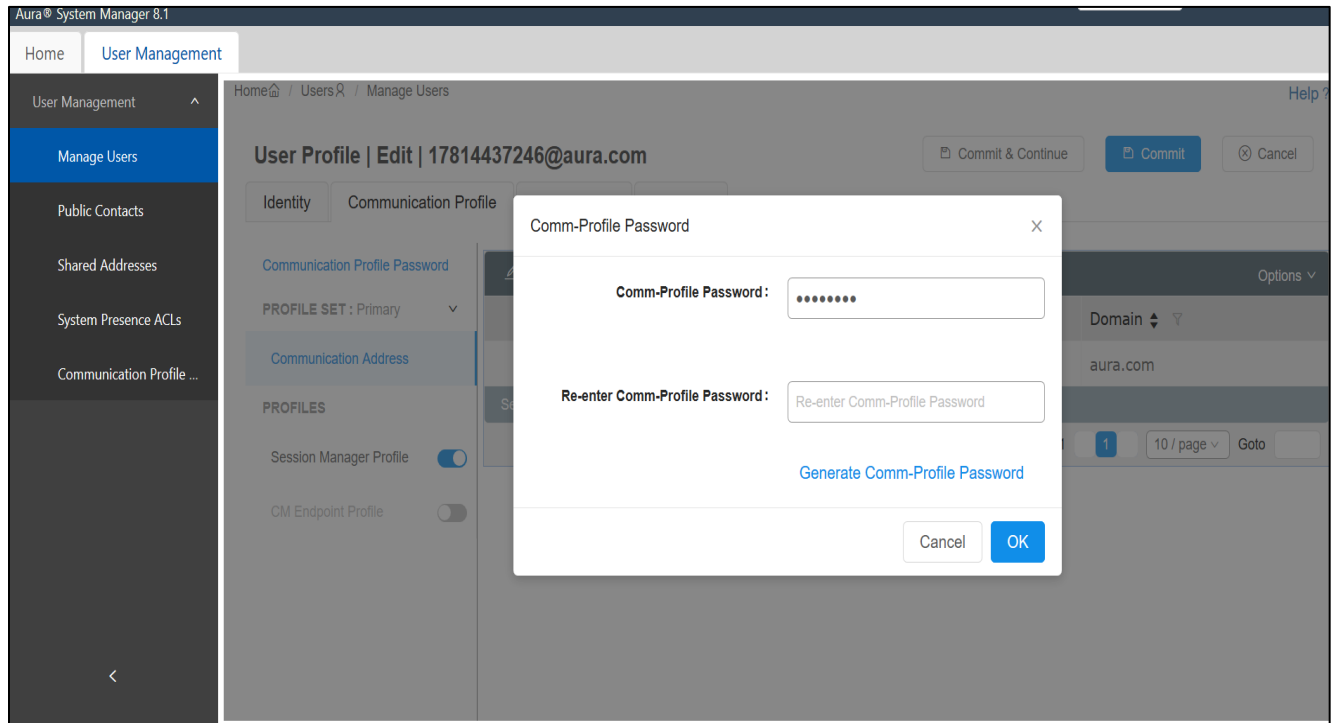 Aura® System Manager 8.1
Home User Management
User Management
Manage Users
Public Contacts
Shared Addresses
System Presence ACLs
Communication Profile ...
Home / Users / Manage Users
Help ?
User Profile | Edit | 17814437246@aura.com
Commit & Continue Commit Cancel
Identity Communication Profile
Communication Profile Password
PROFILE SET : Primary
Communication Address
PROFILES
Session Manager Profile
CM Endpoint Profile
Options
Domain
aura.com
Se
1 10 / page Goto
Comm-Profile Password
Comm-Profile Password :
Re-enter Comm-Profile Password :
Re-enter Comm-Profile Password
Generate Comm-Profile Password
Cancel OK